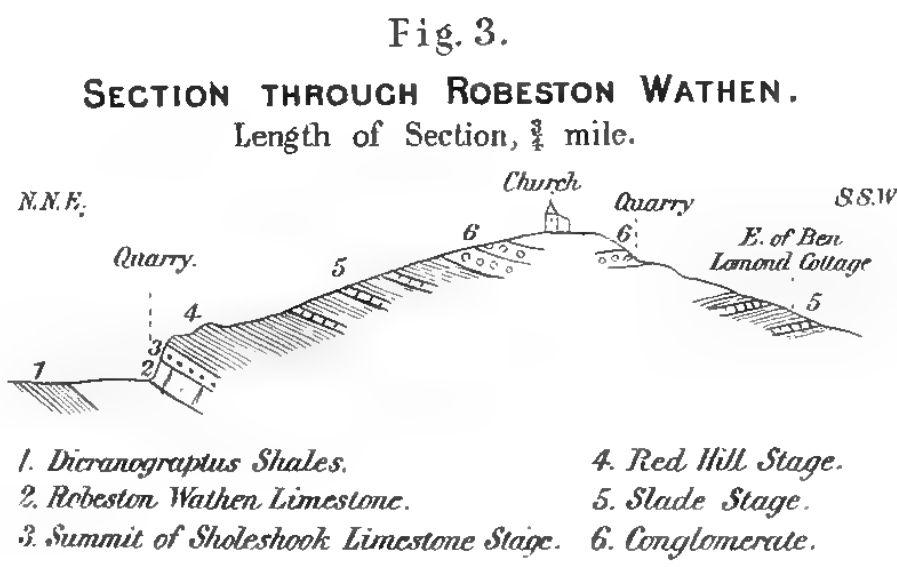 Fig. 3.
SECTION THROUGH ROBESTON WATHEN.
Length of Section, ¾ mile.
N.N.E.
Church
Quarry
S.S.W
Quarry.
E. of Ben
Lomond Cottage
1
2
3
4
5
6
6
5
1. Dicranograptus Shales.
2. Robeston Wathen Limestone.
3. Summit of Sholeshook Limestone Stage.
4. Red Hill Stage.
5. Slade Stage.
6. Conglomerate.